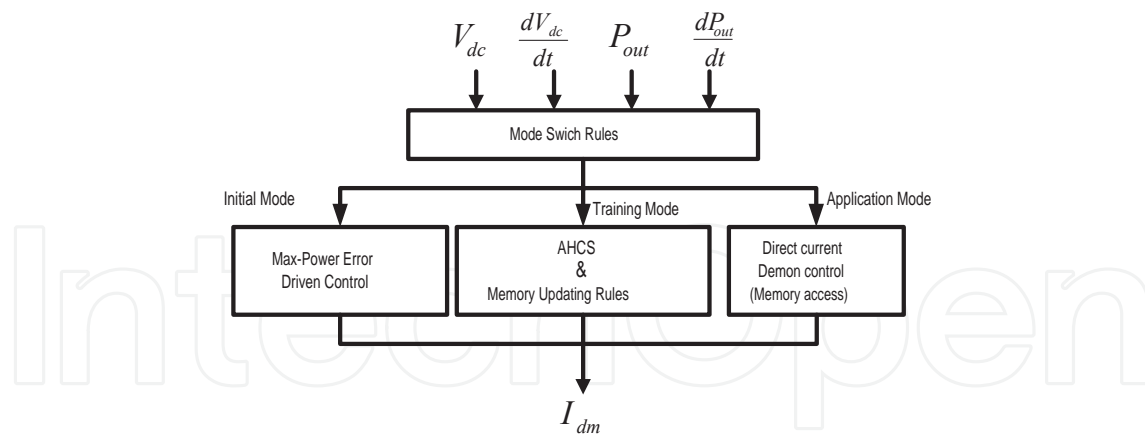 V_dc dV_dc/dt P_out dP_out/dt
Mode Swich Rules
Initial Mode
Training Mode
Application Mode
Max-Power Error
Driven Control
AHCS
&
Memory Updating Rules
Direct current
Demon control
(Memory access)
I_dm
IntechOpen